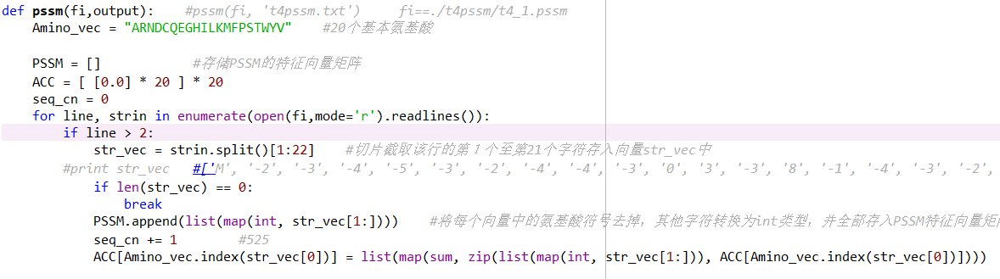 def pssm(fi,output):    #pssm(fi, 't4pssm.txt')     fi==./t4pssm/t4_1.pssm
    Amino_vec = "ARNDCQEGHILKMFPSTWYV"    #20个基本氨基酸
    PSSM = []            #存储PSSM的特征向量矩阵
    ACC = [ [0.0] * 20 ] * 20
    seq_cn = 0
    for line, strin in enumerate(open(fi,mode='r').readlines()):
        if line > 2:
            str_vec = strin.split()[1:22]    #切片截取该行的第１个至第21个字符存入向量str_vec中
        #print str_vec   #['M', '-2', '-3', '-4', '-5', '-3', '-2', '-4', '-4', '-3', '0', '3', '-3', '8', '-1', '-4', '-3', '-2',
            if len(str_vec) == 0:
                break
            PSSM.append(list(map(int, str_vec[1:])))    #将每个向量中的氨基酸符号去掉，其他字符转换为int类型，并全部存入PSSM特征向量
            seq_cn += 1        #525
            ACC[Amino_vec.index(str_vec[0])] = list(map(sum, zip(list(map(int, str_vec[1:])), ACC[Amino_vec.index(str_vec[0])])))